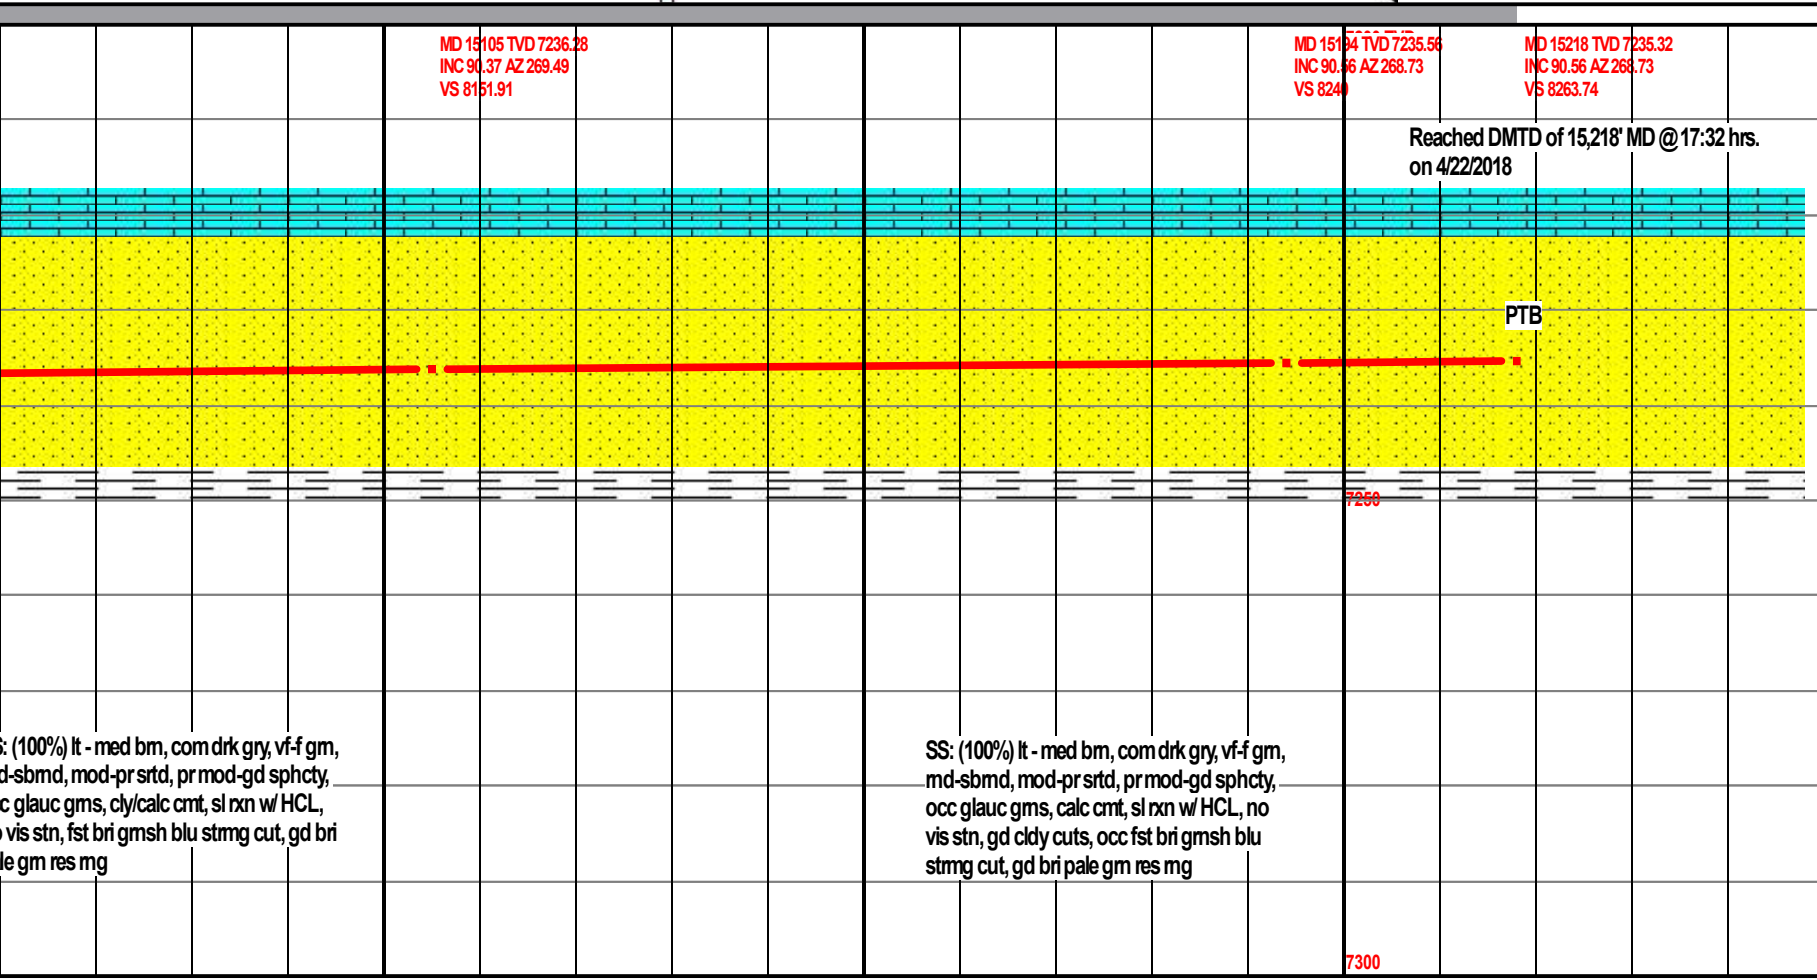 MD 15105 TVD 7236.28
INC 90.37 AZ 269.49
VS 8151.91
MD 15194 TVD 7235.56
INC 90.56 AZ 268.73
VS 8240
MD 15218 TVD 7235.32
INC 90.56 AZ 268.73
VS 8263.74
Reached DMTD of 15,218' MD @ 17:32 hrs.
on 4/22/2018
PTB
7250
: (100%) lt - med brn, com drk gry, vf-f grn,
d-sbrnd, mod-pr srtd, pr mod-gd sphcty,
c glauc grns, cly/calc cmt, sl rxn w/ HCL,
vis stn, fst bri grnsh blu strmg cut, gd bri
le grn res rng
SS: (100%) lt - med brn, com drk gry, vf-f grn,
rnd-sbrnd, mod-pr srtd, pr mod-gd sphcty,
occ glauc grns, calc cmt, sl rxn w/ HCL, no
vis stn, gd cldy cuts, occ fst bri grnsh blu
strmg cut, gd bri pale grn res rng
7300